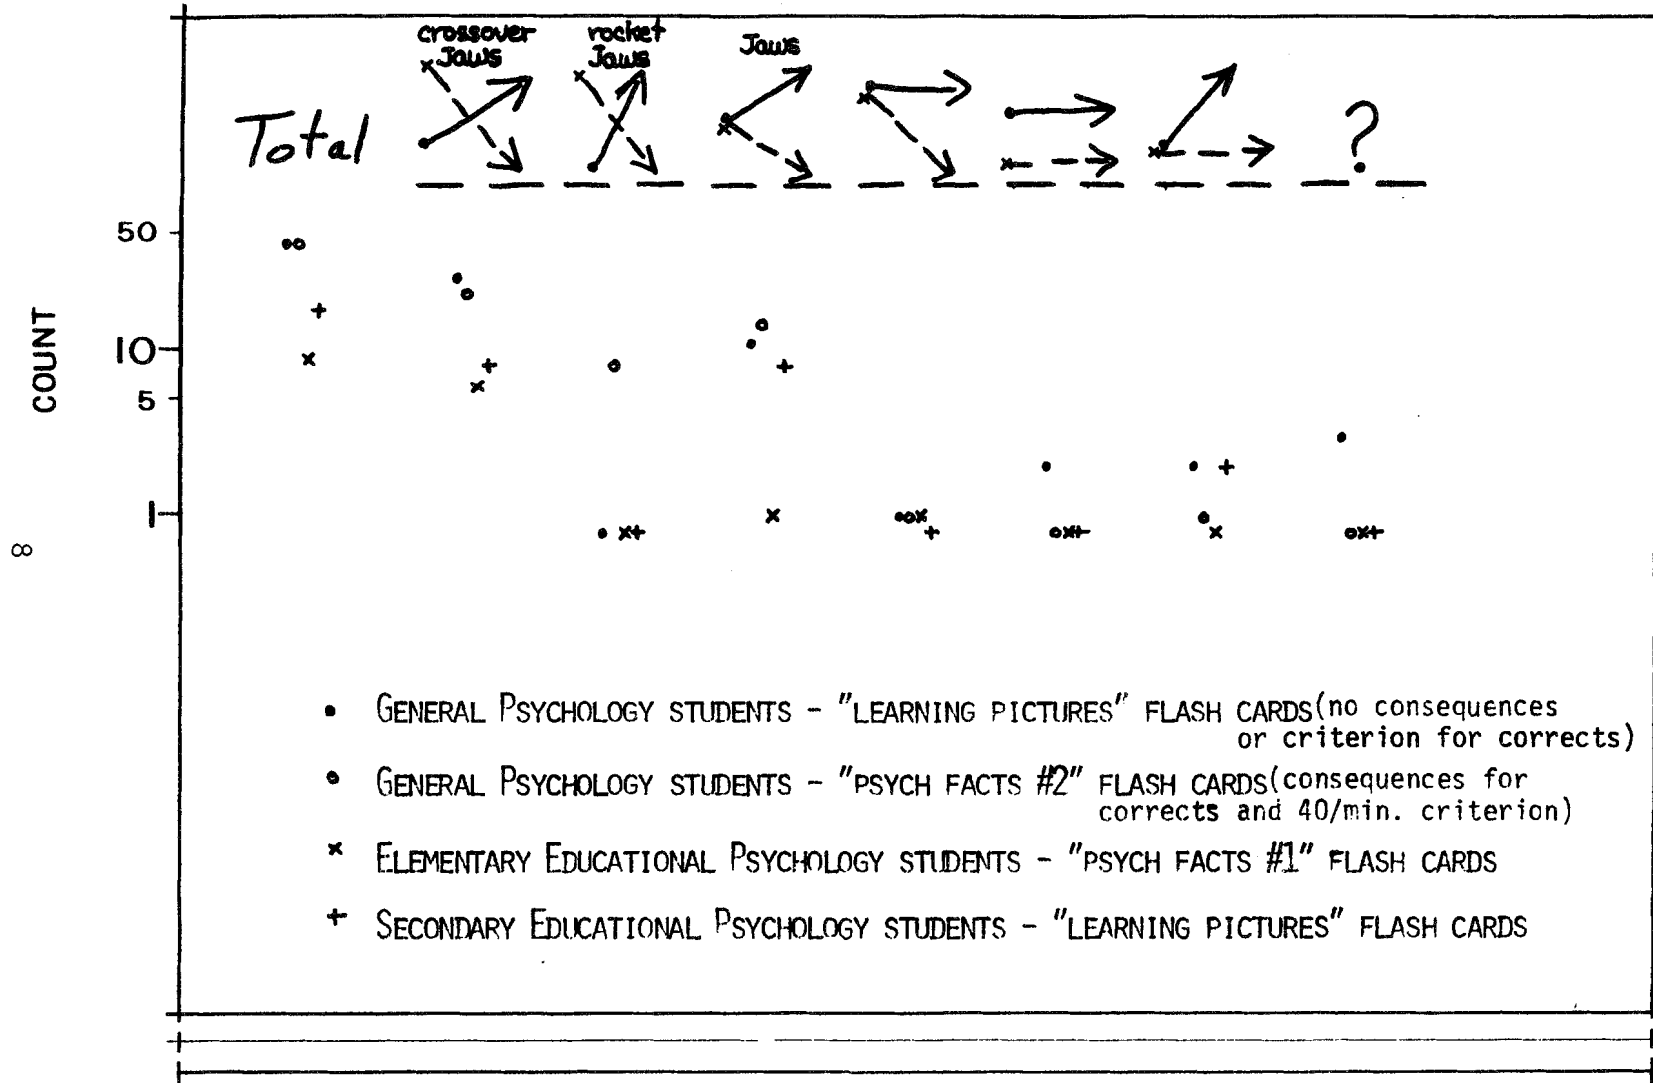 crossover
Jaws
rocket
Jaws
Jaws
Total
?
50
10
5
1
COUNT
8
• GENERAL PSYCHOLOGY STUDENTS - "LEARNING PICTURES" FLASH CARDS(no consequences
or criterion for corrects)
o GENERAL PSYCHOLOGY STUDENTS - "PSYCH FACTS #2" FLASH CARDS(consequences for
corrects and 40/min. criterion)
x ELEMENTARY EDUCATIONAL PSYCHOLOGY STUDENTS - "PSYCH FACTS #1" FLASH CARDS
+ SECONDARY EDUCATIONAL PSYCHOLOGY STUDENTS - "LEARNING PICTURES" FLASH CARDS